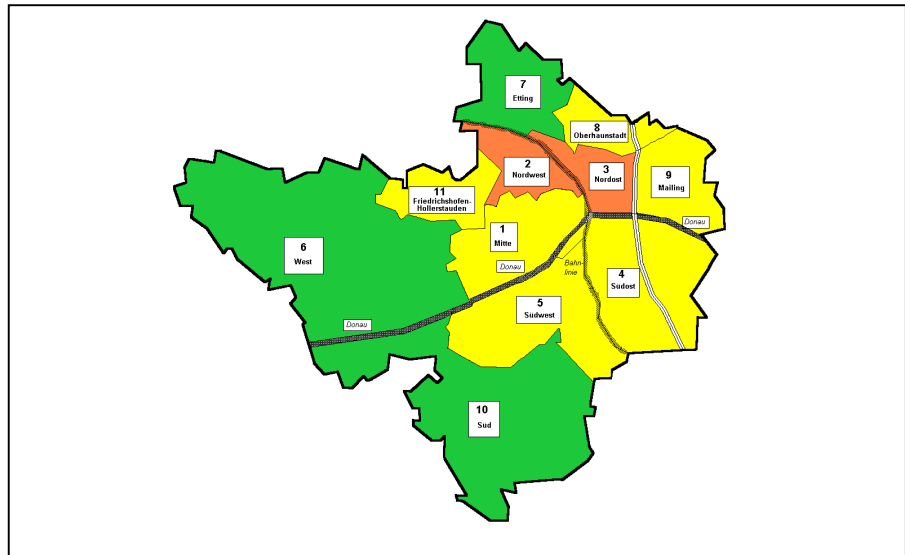 7
Etting
8
Oberhaunstadt
2
Nordwest
3
Nordost
9
Mailing
11
Friedrichshofen-
Hollerstauden
Donau
1
Mitte
6
West
Donau
Bahn-
linie
4
Südost
5
Südwest
Donau
10
Süd